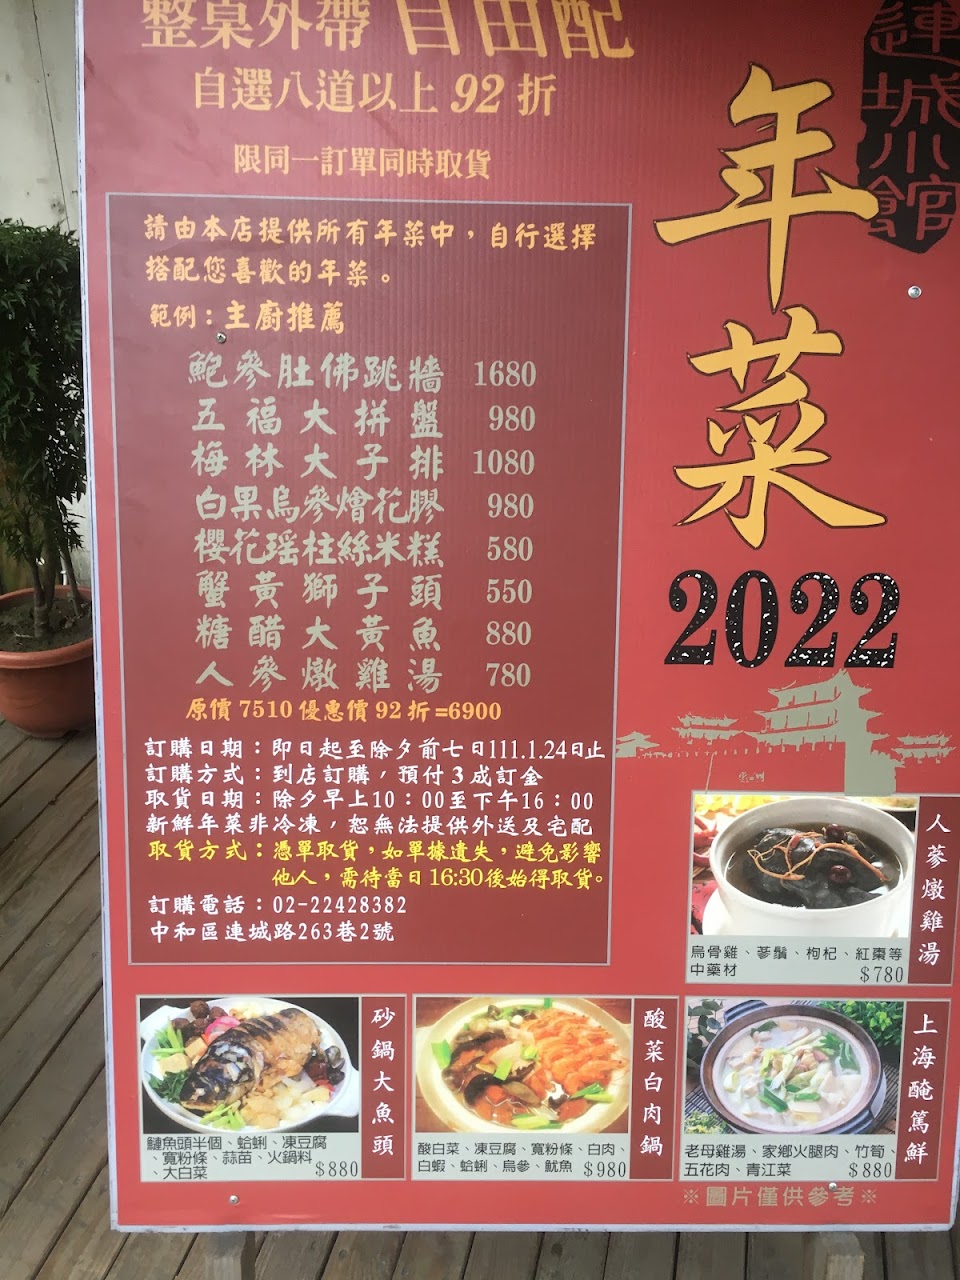 整桌外帶 自由配
自選八道以上 92 折
限同一訂單同時取貨
連城小館
年菜
2022
請由本店提供所有年菜中，自行選擇
搭配您喜歡的年菜。
範例：主廚推薦
鮑參肚佛跳牆 1680
五福大拼盤 980
梅林大子排 1080
白果烏參燴花膠 980
櫻花瑤柱絲米糕 580
蟹黃獅子頭 550
糖醋大黃魚 880
人參燉雞湯 780
原價 7510 優惠價 92 折=6900
訂購日期：即日起至除夕前七日111.1.24日止
訂購方式：到店訂購，預付 3 成訂金
取貨日期：除夕早上10：00至下午16：00
新鮮年菜非冷凍，恕無法提供外送及宅配
取貨方式：憑單取貨，如單據遺失，避免影響
他人，需待當日 16:30後始得取貨。
訂購電話：02-22428382
中和區連城路263巷2號
人蔘燉雞湯
烏骨雞、蔘鬚、枸杞、紅棗等
中藥材
$780
砂鍋大魚頭
鰱魚頭半個、蛤蜊、凍豆腐
、寬粉條、蒜苗、火鍋料
、大白菜
$880
酸菜白肉鍋
酸白菜、凍豆腐、寬粉條、白肉、
白蝦、蛤蜊、烏參、魷魚
$980
上海醃篤鮮
老母雞湯、家鄉火腿肉、竹筍、
五花肉、青江菜
$880
※圖片僅供參考※